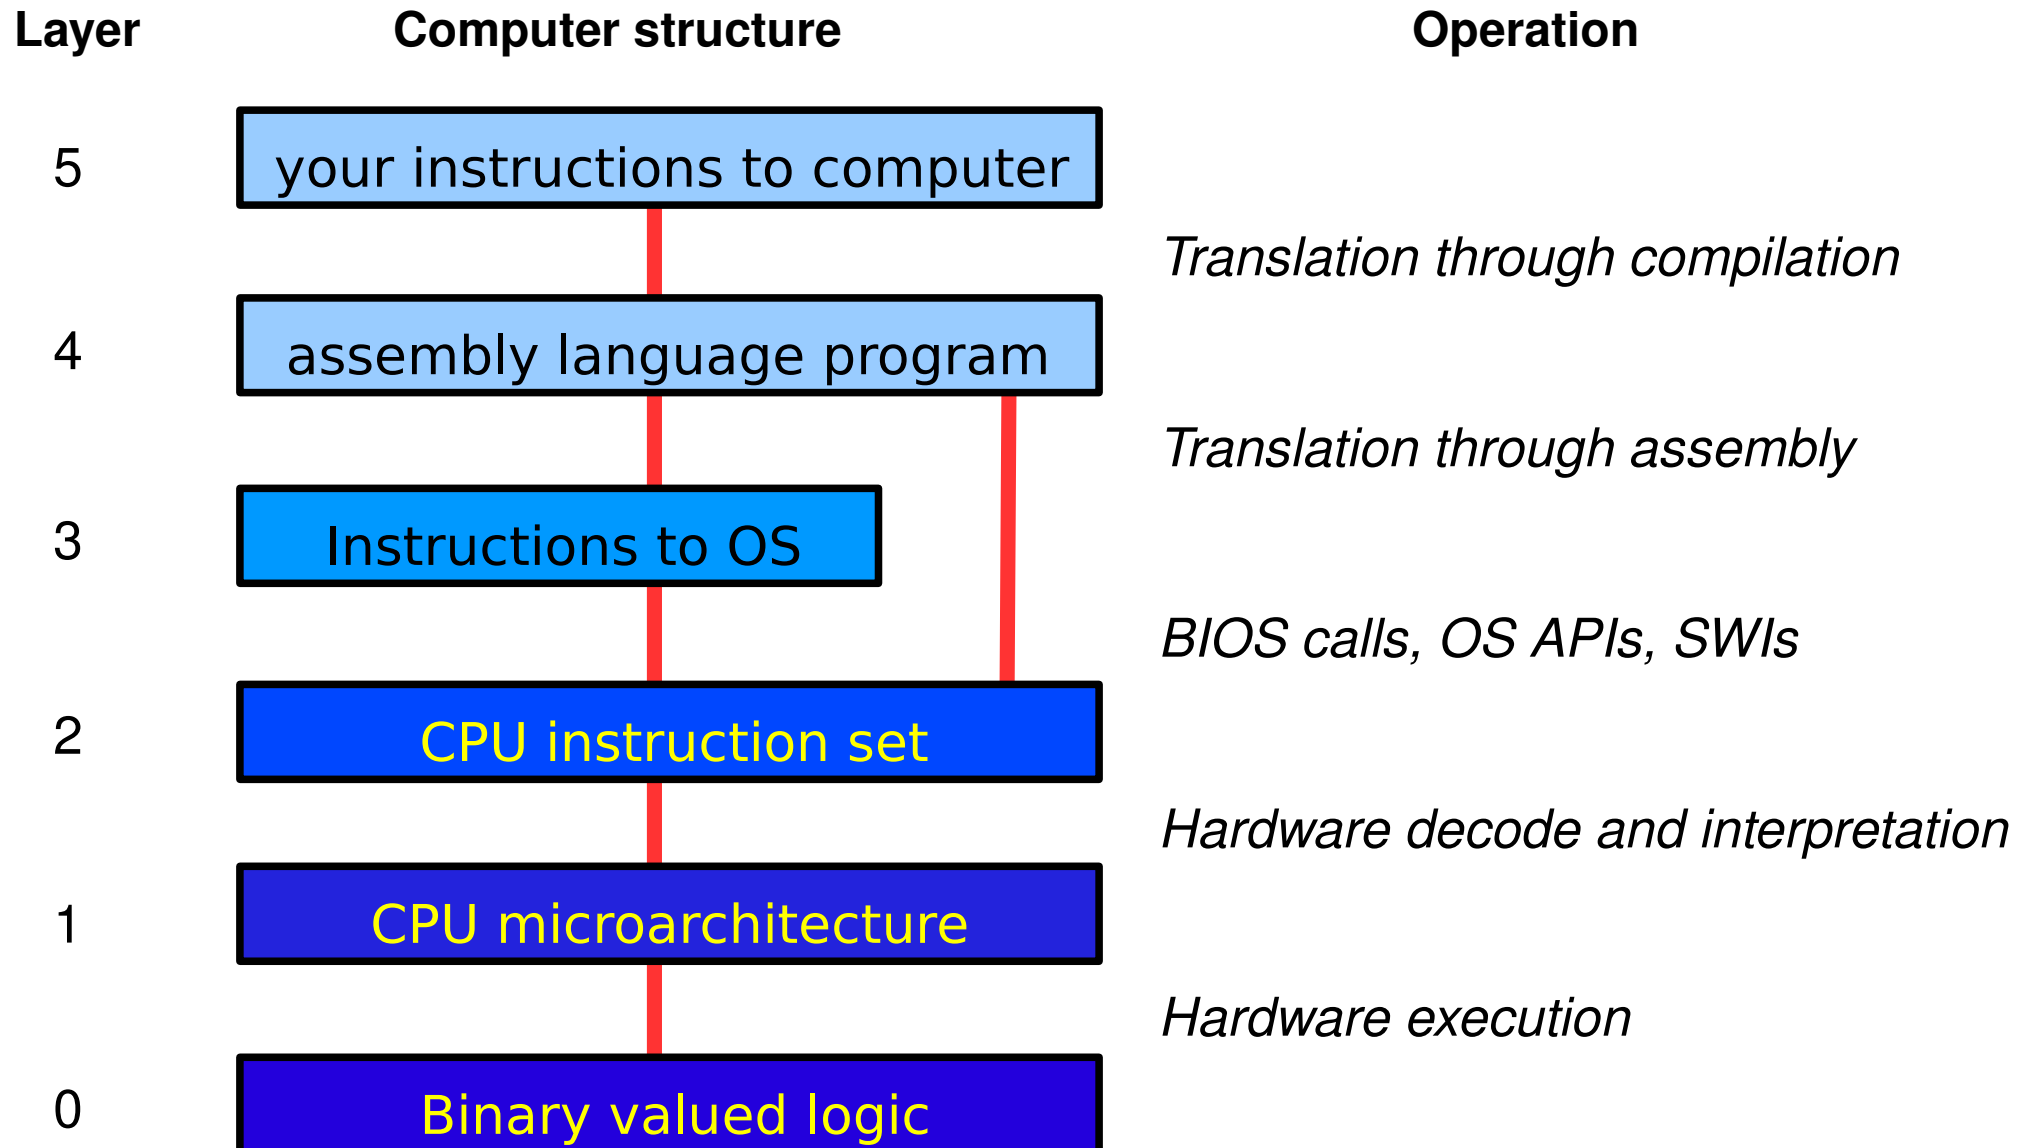 Layer Computer structure Operation
5 your instructions to computer
Translation through compilation
4 assembly language program
Translation through assembly
3 Instructions to OS
BIOS calls, OS APIs, SWIs
2 CPU instruction set
Hardware decode and interpretation
1 CPU microarchitecture
Hardware execution
0 Binary valued logic